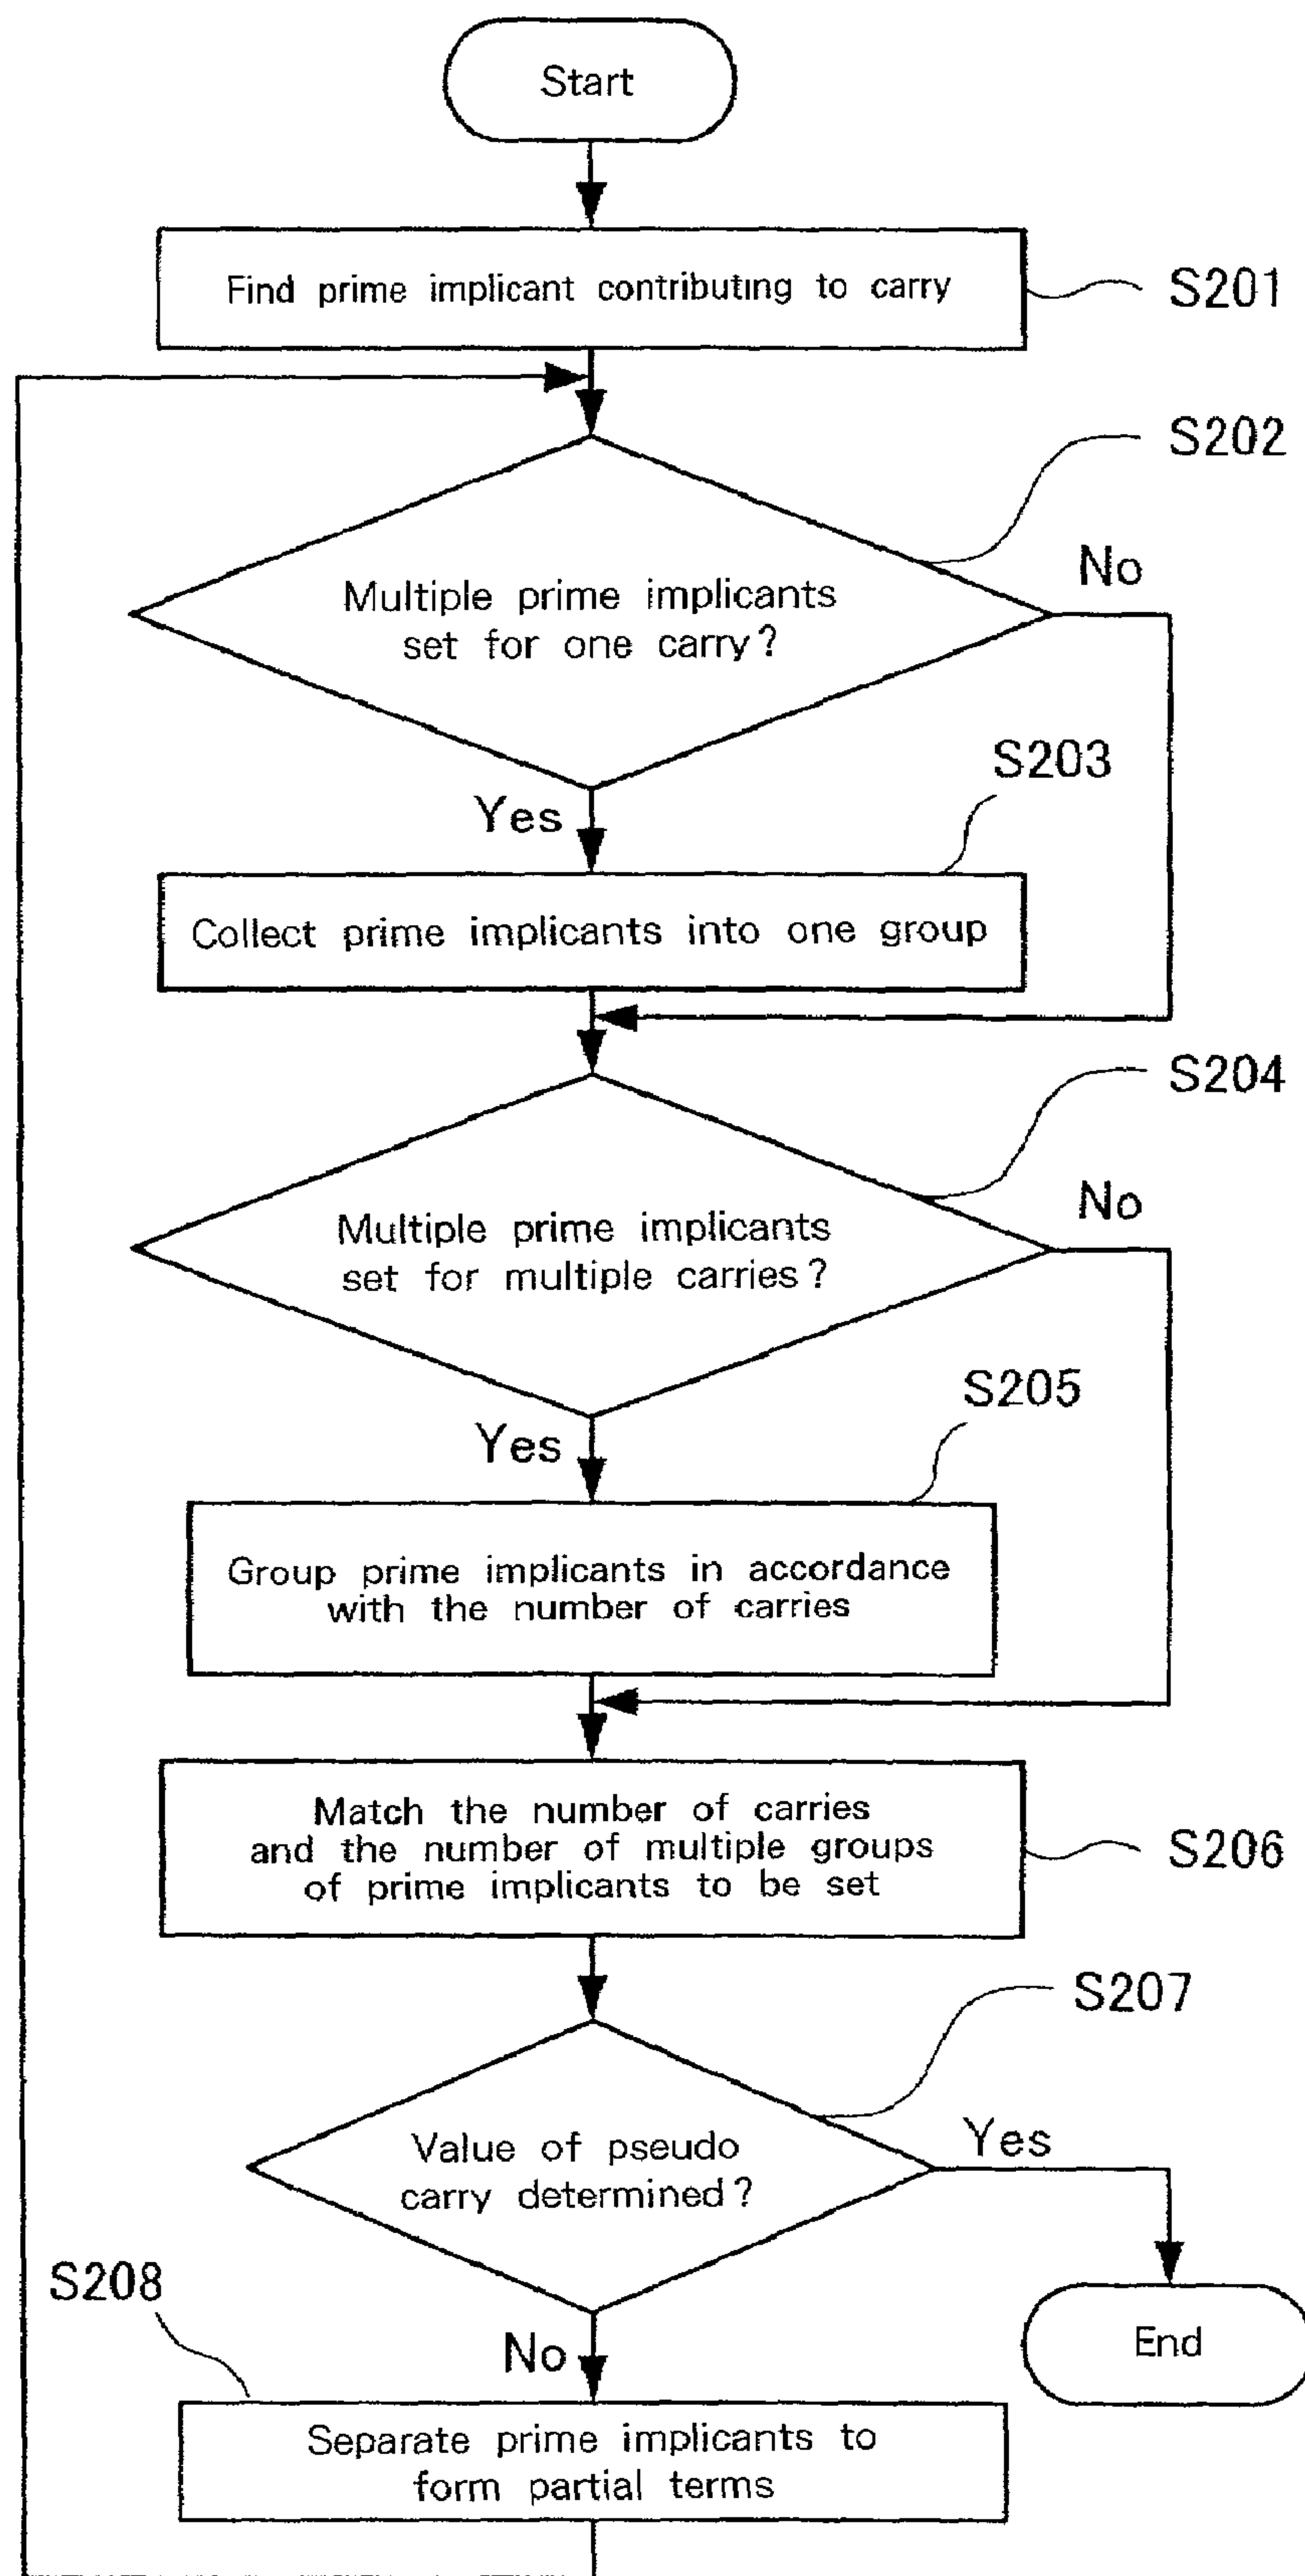 Start
Find prime implicant contributing to carry
S201
S202
Multiple prime implicants
set for one carry?
No
Yes
S203
Collect prime implicants into one group
S204
Multiple prime implicants
set for multiple carries?
No
Yes
S205
Group prime implicants in accordance
with the number of carries
Match the number of carries
and the number of multiple groups
of prime implicants to be set
S206
S207
Value of pseudo
carry determined?
Yes
End
No
S208
Separate prime implicants to
form partial terms